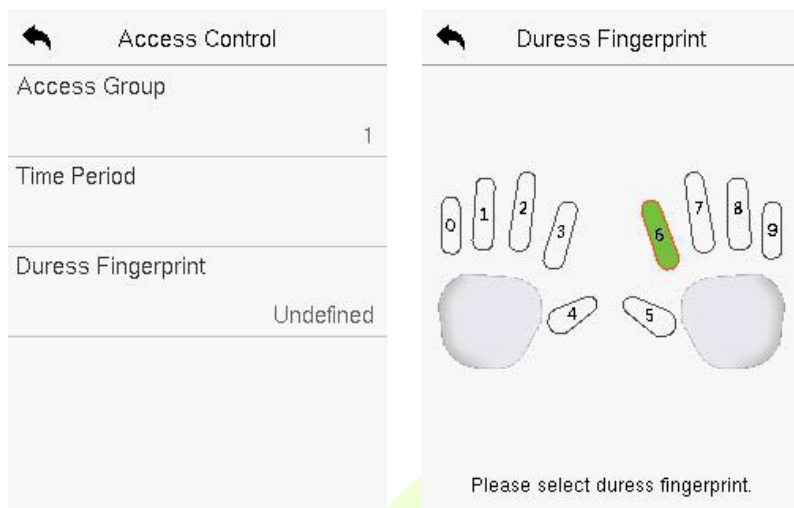 Access Control
Access Group
1
Time Period
Duress Fingerprint
Undefined
Duress Fingerprint
0 1 2 3 6 7 8 9
4 5
Please select duress fingerprint.